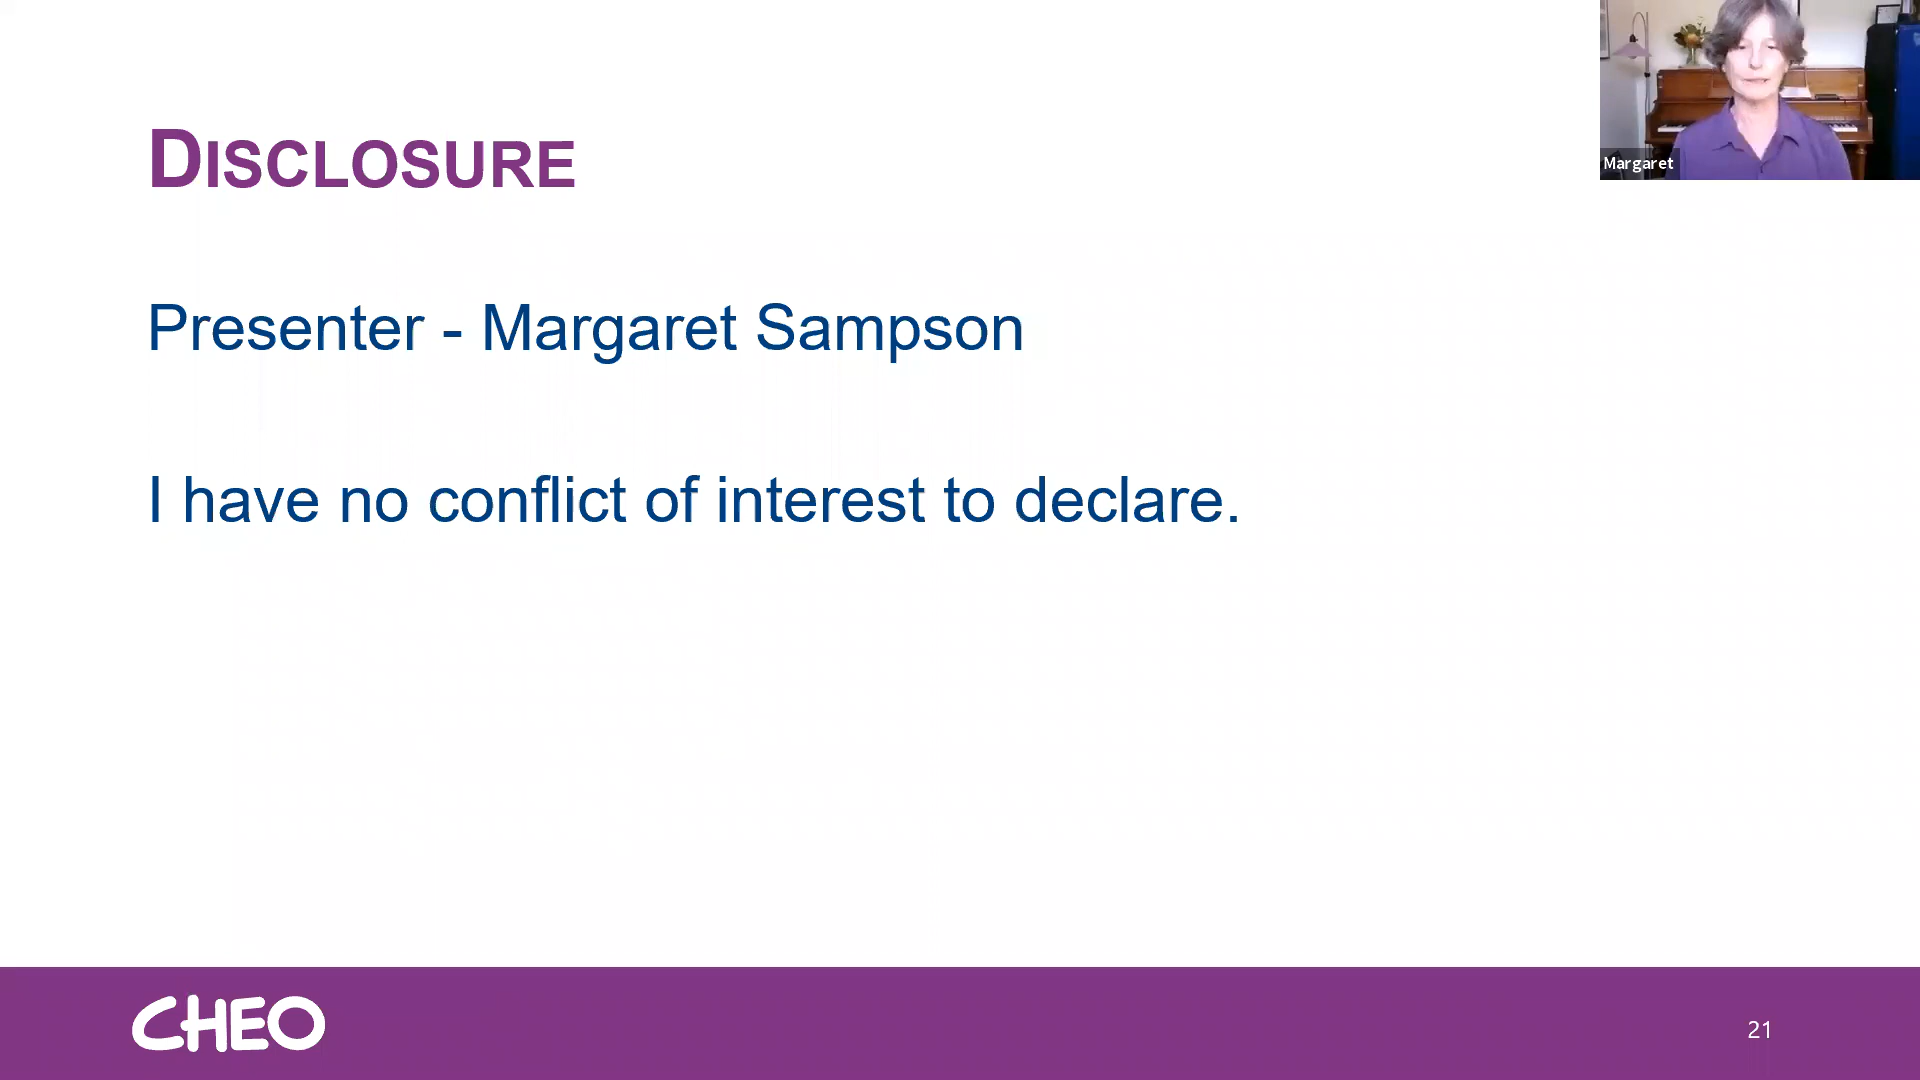 DISCLOSURE
Margaret
Presenter - Margaret Sampson
I have no conflict of interest to declare.
CHEO
21